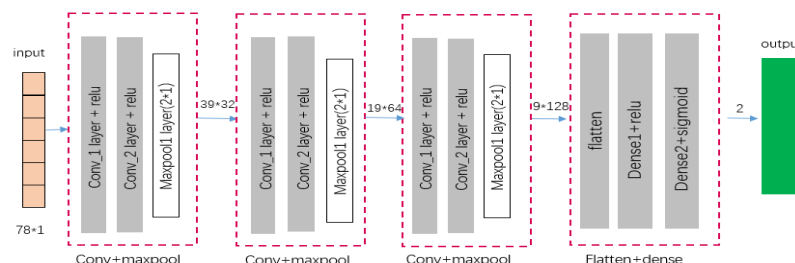 input
78*1
Conv_1 layer + relu
Conv_2 layer + relu
Maxpool1 layer(2*1)
Conv+maxpool
39*32
Conv_1 layer + relu
Conv_2 layer + relu
Maxpool1 layer(2*1)
Conv+maxpool
19*64
Conv_1 layer + relu
Conv_2 layer + relu
Maxpool1 layer(2*1)
Conv+maxpool
9*128
flatten
Dense1+relu
Dense2+sigmoid
Flatten+dense
2
output